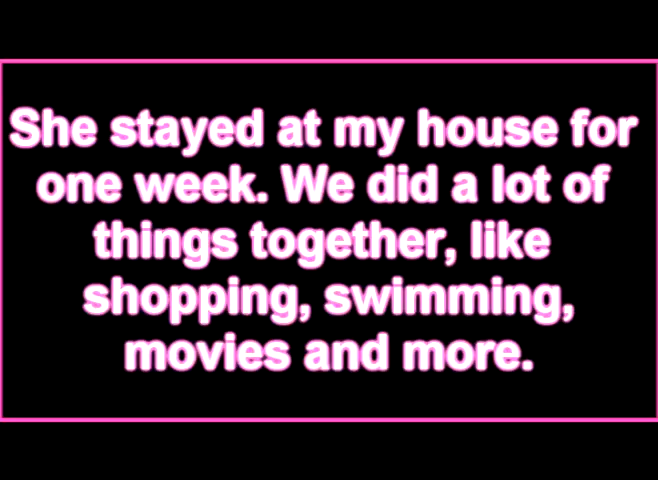 She stayed at my house for
one week. We did a lot of
things together, like
shopping, swimming,
movies and more.